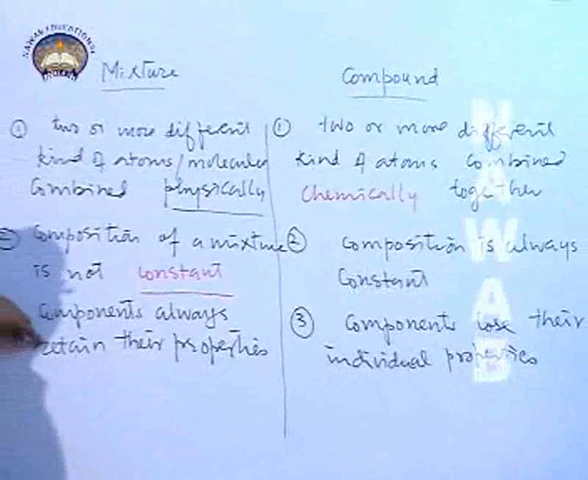 Mixture
① two or more different
kind of atoms/molecules
combined physically
② Composition of a mixture
is not constant
omponents always
retain their properties
Compound
① two or more different
kind of atoms combined
chemically together
② composition is always
constant
③ components lose their
individual properties
NAWAB